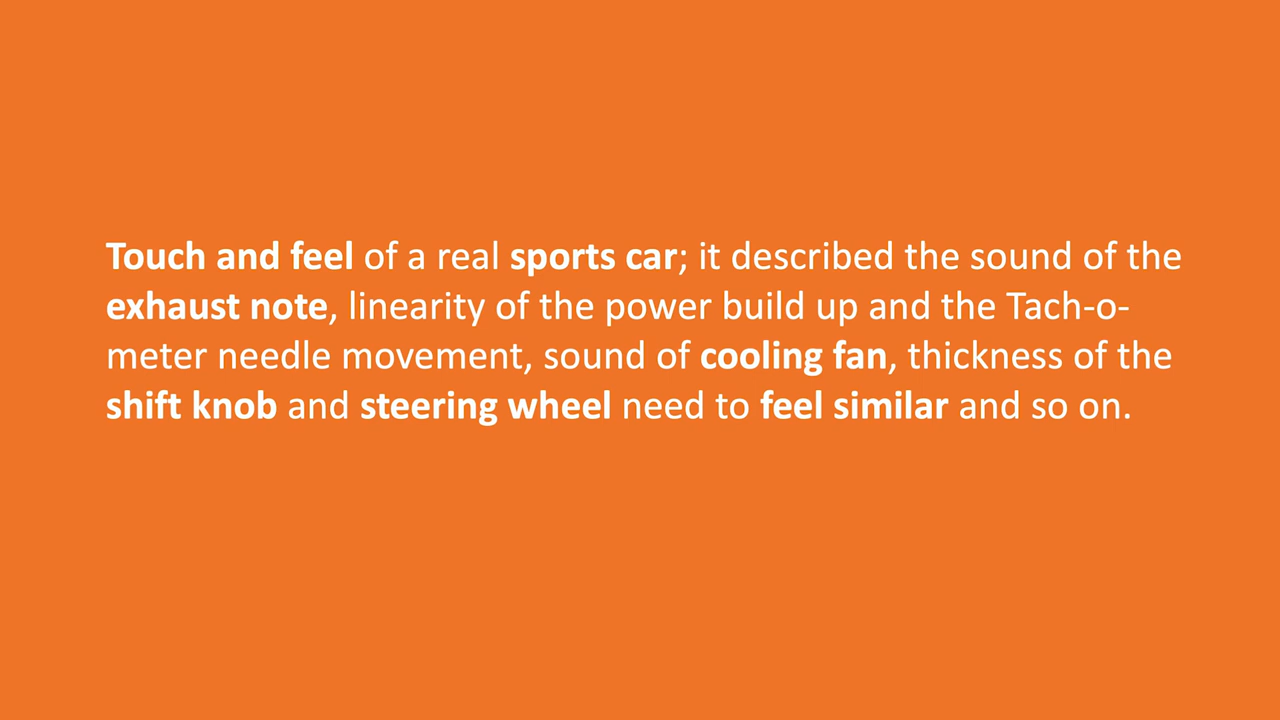 Touch and feel of a real sports car; it described the sound of the
exhaust note, linearity of the power build up and the Tach-o-
meter needle movement, sound of cooling fan, thickness of the
shift knob and steering wheel need to feel similar and so on.